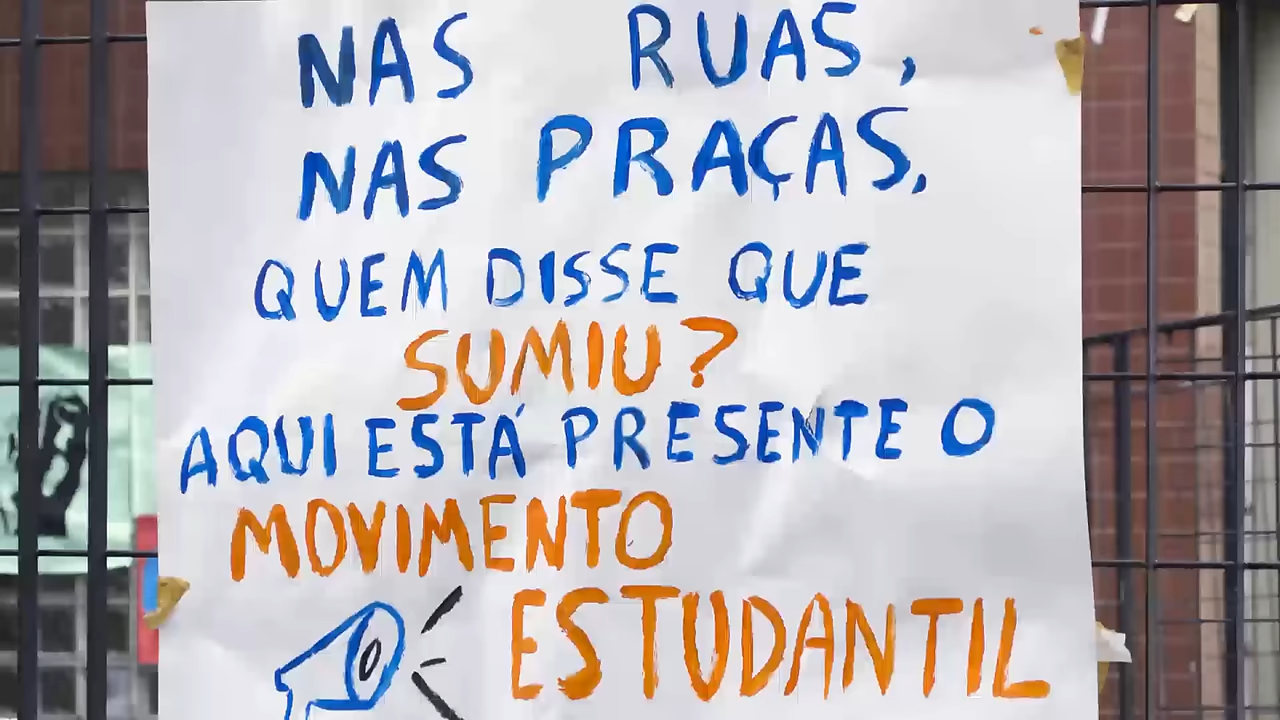 NAS RUAS,
NAS PRAÇAS,
QUEM DISSE QUE
SUMIU?
AQUI ESTÁ PRESENTE O
MOVIMENTO
ESTUDANTIL